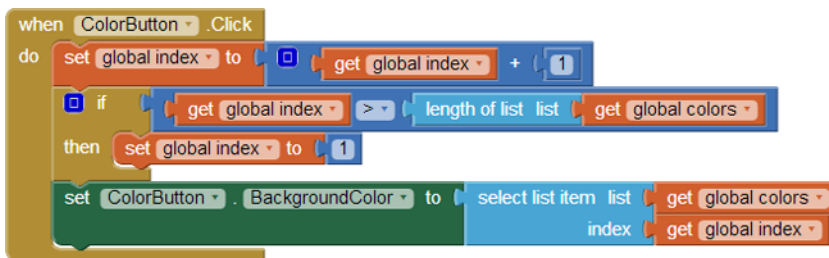 when ColorButton .Click
do set global index to get global index + 1
if get global index > length of list list get global colors
then set global index to 1
set ColorButton . BackgroundColor to select list item list get global colors
index get global index